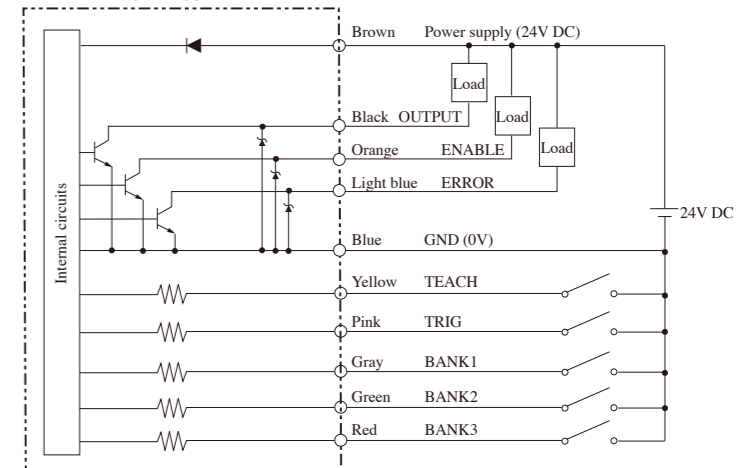 Brown Power supply (24V DC)
Load
Black OUTPUT
Load
Orange ENABLE
Load
Light blue ERROR
24V DC
Internal circuits
Blue GND (0V)
Yellow TEACH
Pink TRIG
Gray BANK1
Green BANK2
Red BANK3